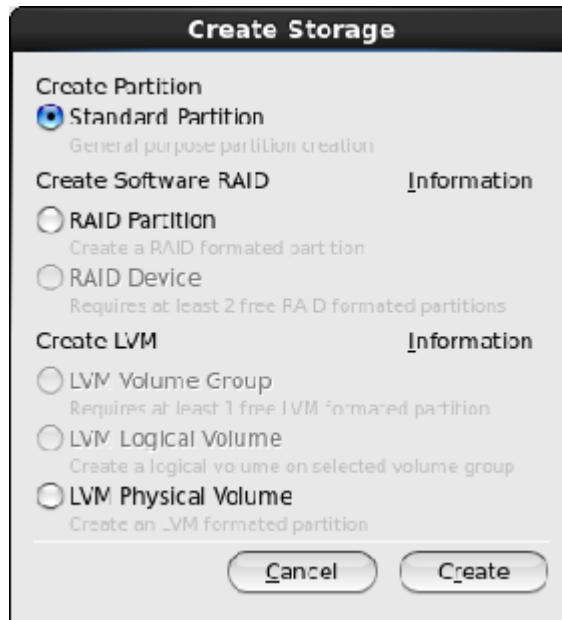 Create Storage
Create Partition
Standard Partition
General purpose partition creation
Create Software RAID Information
RAID Partition
Create a RAID formated partition
RAID Device
Requires at least 2 free RAID formated partitions
Create LVM Information
LVM Volume Group
Requires at least 1 free LVM formated partition
LVM Logical Volume
Create a logical volume on selected volume group
LVM Physical Volume
Create an LVM formated partition
Cancel Create